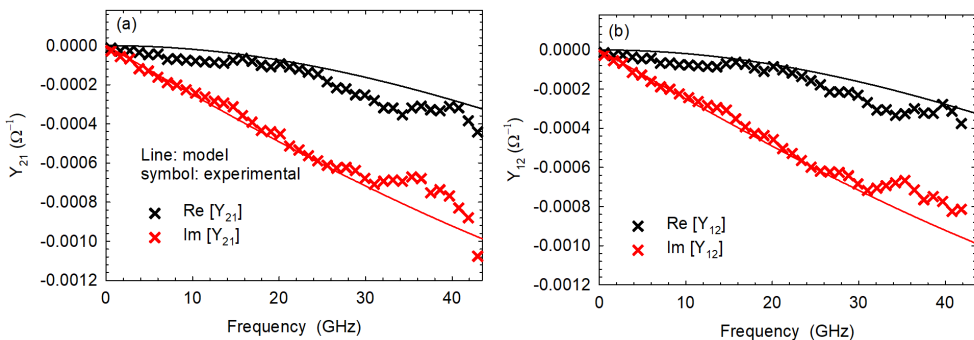 (a)
0.0000
-0.0002
-0.0004
-0.0006
-0.0008
-0.0010
-0.0012
Y21 (Ω−1)
Line: model
symbol: experimental
Re [Y21]
Im [Y21]
0 10 20 30 40
Frequency (GHz)
(b)
0.0000
-0.0002
-0.0004
-0.0006
-0.0008
-0.0010
-0.0012
Y12 (Ω−1)
Re [Y12]
Im [Y12]
0 10 20 30 40
Frequency (GHz)